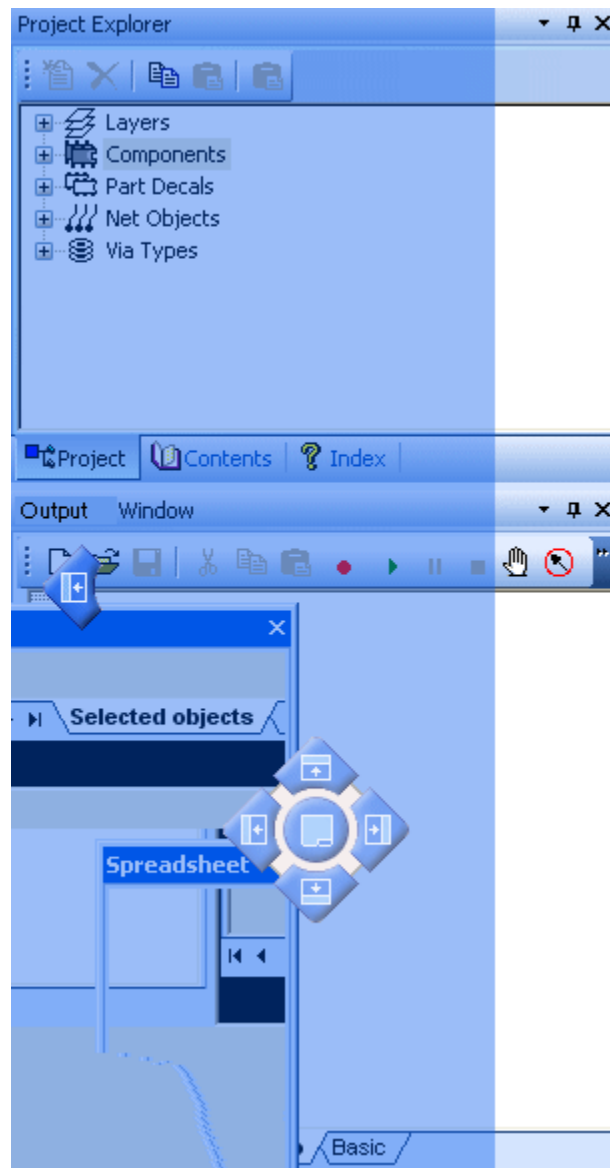 Project Explorer
Layers
Components
Part Decals
Net Objects
Via Types
Project Contents Index
Output Window
Selected objects
Spreadsheet
Basic